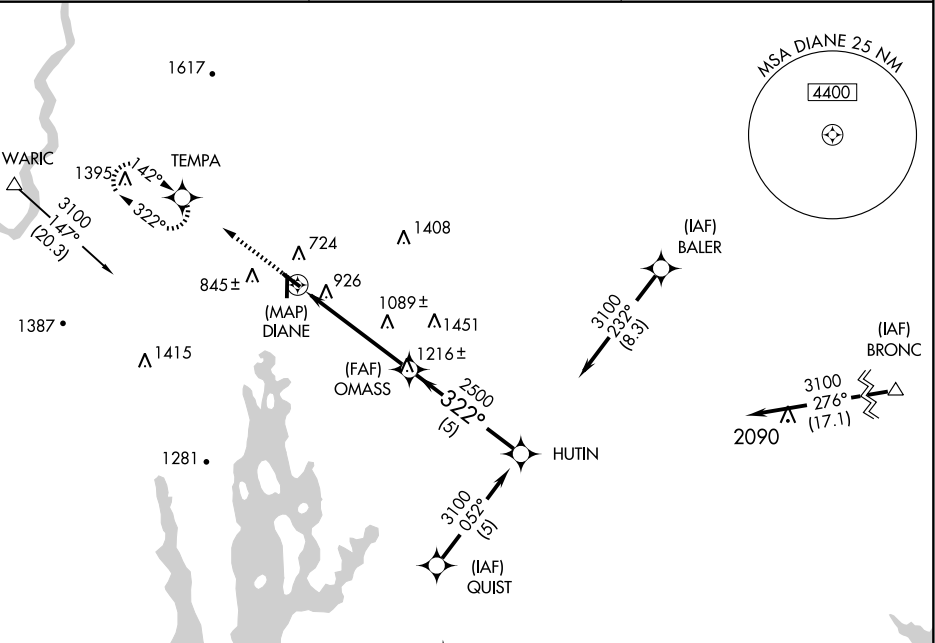 MSA DIANE 25 NM
4400
1617
WARIC
1395
142°
TEMPA
322°
3100
147°
(20.3)
1408
724
845±
926
(MAP)
DIANE
1089±
1451
(IAF)
BALER
3100
232°
(8.3)
1387
1415
(FAF)
OMASS
1216±
2500
322°
(5)
(IAF)
BRONC
3100
276°
(17.1)
2090
1281
HUTIN
3100
052°
(5)
(IAF)
QUIST